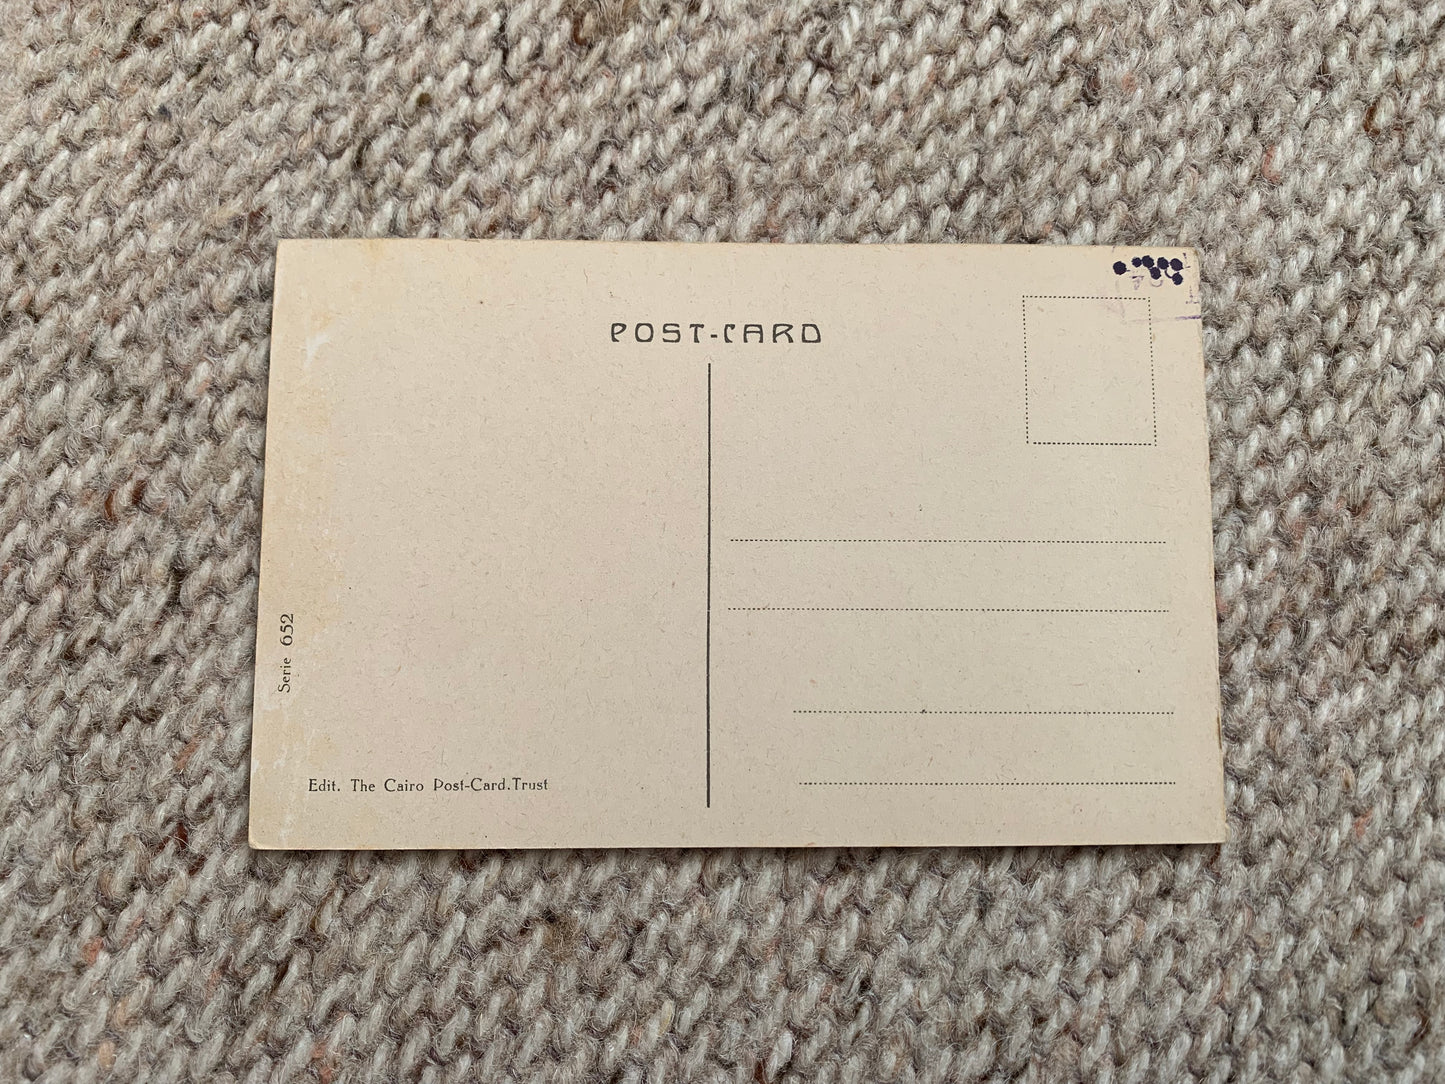 POST-CARD
Serie 652
Edit. The Cairo Post-Card.Trust